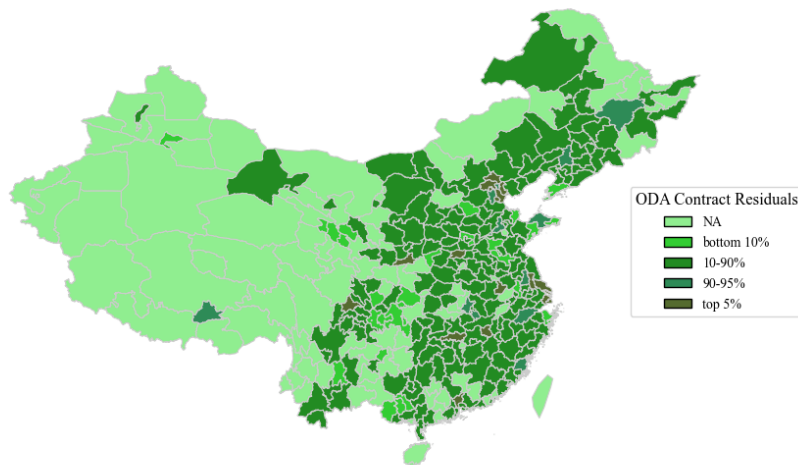 ODA Contract Residuals
NA
bottom 10%
10-90%
90-95%
top 5%